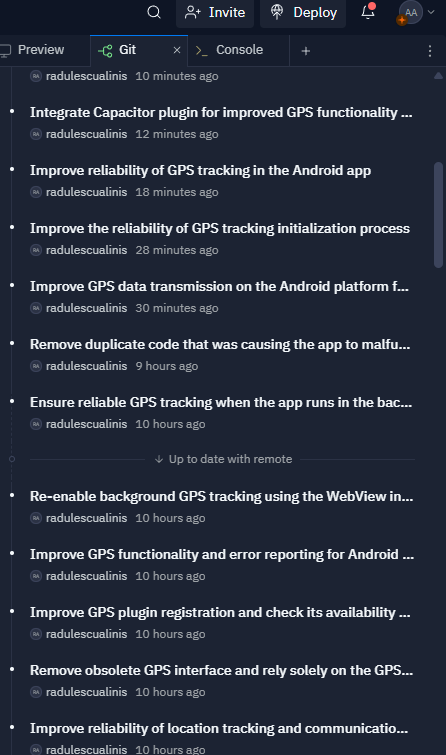 Invite
Deploy
AA
Preview
Git
Console
RA radulescualinis 10 minutes ago
Integrate Capacitor plugin for improved GPS functionality ...
RA radulescualinis 12 minutes ago
Improve reliability of GPS tracking in the Android app
RA radulescualinis 18 minutes ago
Improve the reliability of GPS tracking initialization process
RA radulescualinis 28 minutes ago
Improve GPS data transmission on the Android platform f...
RA radulescualinis 30 minutes ago
Remove duplicate code that was causing the app to malfu...
RA radulescualinis 9 hours ago
Ensure reliable GPS tracking when the app runs in the bac...
RA radulescualinis 10 hours ago
Up to date with remote
Re-enable background GPS tracking using the WebView in...
RA radulescualinis 10 hours ago
Improve GPS functionality and error reporting for Android ...
RA radulescualinis 10 hours ago
Improve GPS plugin registration and check its availability ...
RA radulescualinis 10 hours ago
Remove obsolete GPS interface and rely solely on the GPS...
RA radulescualinis 10 hours ago
Improve reliability of location tracking and communicatio...
RA radulescualinis 10 hours ago